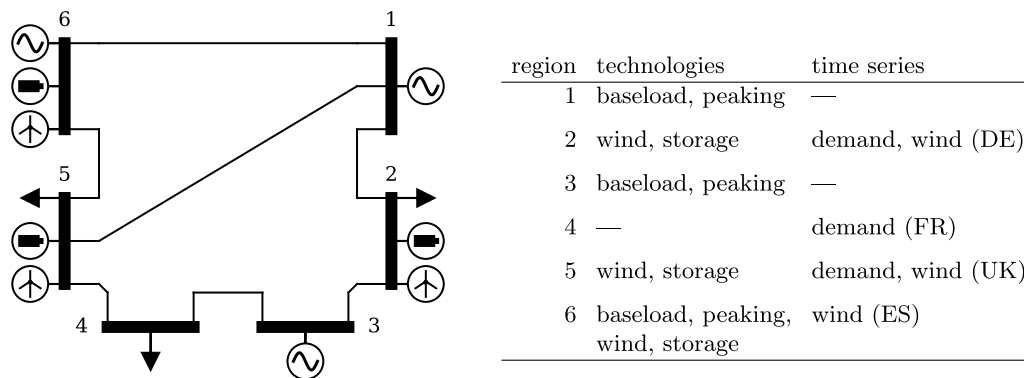 6
1
5
2
4
3
region technologies time series
1 baseload, peaking —
2 wind, storage demand, wind (DE)
3 baseload, peaking —
4 — demand (FR)
5 wind, storage demand, wind (UK)
6 baseload, peaking, wind (ES)
wind, storage